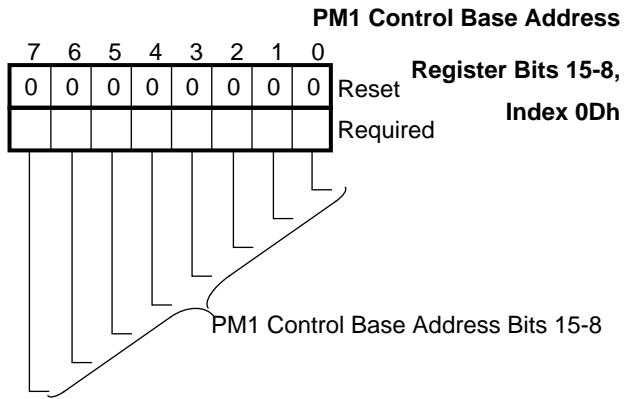 PM1 Control Base Address
Register Bits 15-8,
Index 0Dh
7 6 5 4 3 2 1 0
0 0 0 0 0 0 0 0 Reset
Required
PM1 Control Base Address Bits 15-8